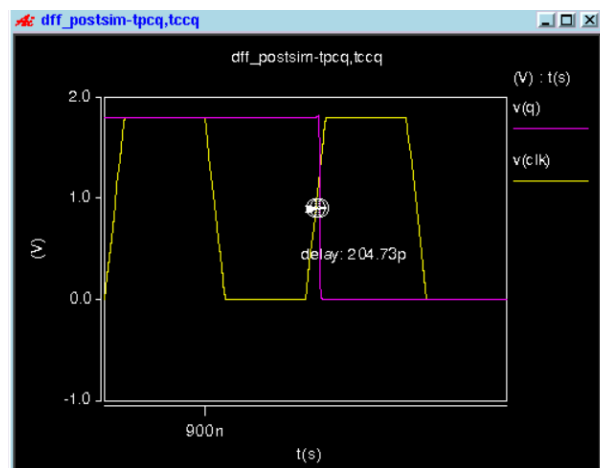 dff_postsim-tpcq,tccq
dff_postsim-tpcq,tccq
(V) : t(s)
v(q)
v(clk)
2.0
1.0
(V)
delay: 204.73p
0.0
-1.0
900n
t(s)